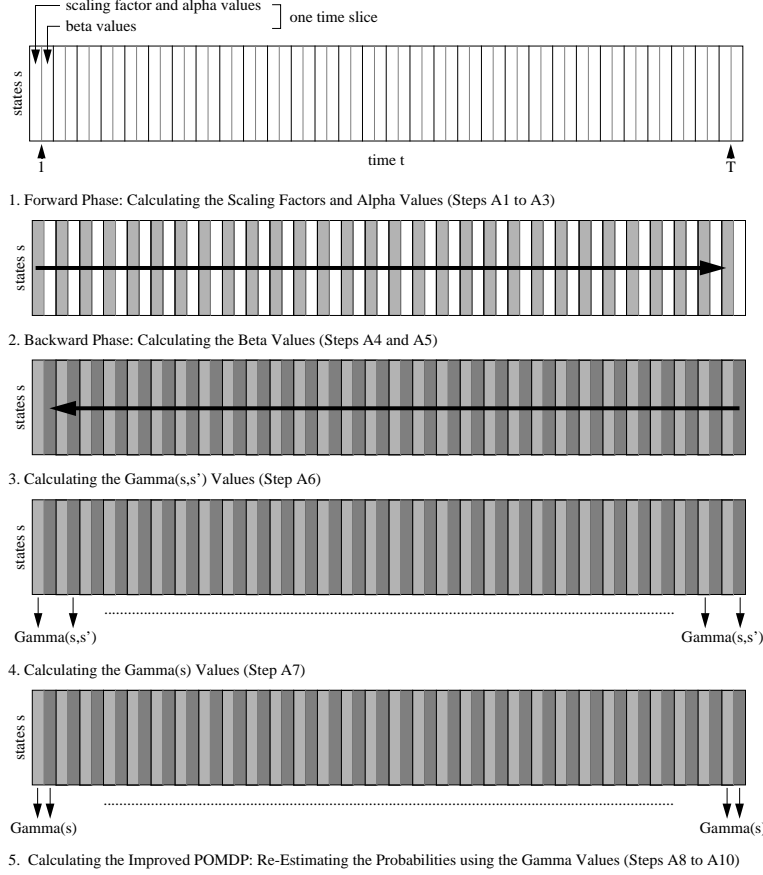 scaling factor and alpha values
one time slice
beta values
states s
1
time t
T
1. Forward Phase: Calculating the Scaling Factors and Alpha Values (Steps A1 to A3)
states s
2. Backward Phase: Calculating the Beta Values (Steps A4 and A5)
states s
3. Calculating the Gamma(s,s') Values (Step A6)
states s
Gamma(s,s') Gamma(s,s')
4. Calculating the Gamma(s) Values (Step A7)
states s
Gamma(s) Gamma(s
5. Calculating the Improved POMDP: Re-Estimating the Probabilities using the Gamma Values (Steps A8 to A10)